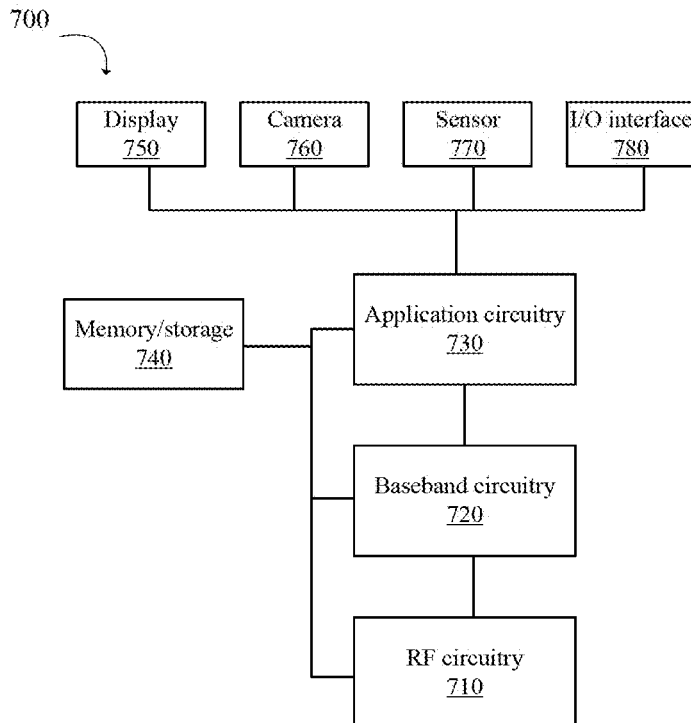 700
Display
750
Camera
760
Sensor
770
I/O interface
780
Memory/storage
740
Application circuitry
730
Baseband circuitry
720
RF circuitry
710